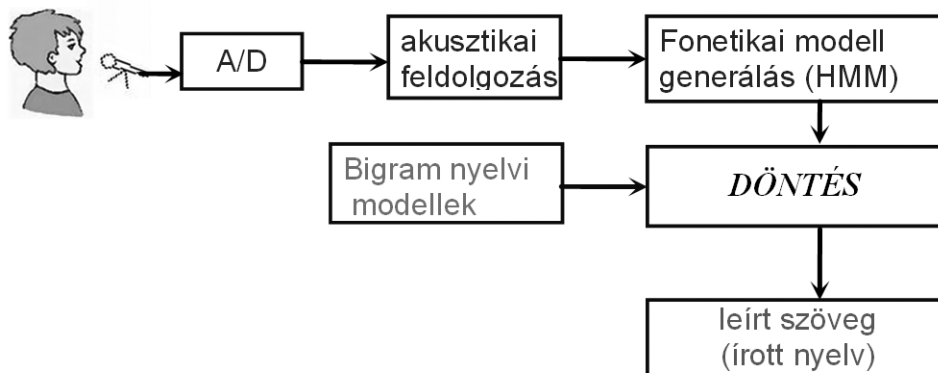 A/D
akusztikai
feldolgozás
Fonetikai modell
generálás (HMM)
Bigram nyelvi
modellek
DÖNTÉS
leírt szöveg
(írott nyelv)